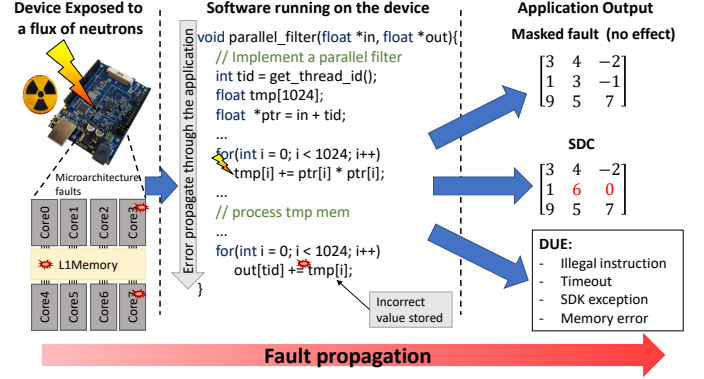 Device Exposed to
a flux of neutrons
Microarchitecture
faults
Core0
Core1
Core2
Core3
L1Memory
Core4
Core5
Core6
Core7
Software running on the device
Error propagate through the application
void parallel_filter(float *in, float *out){
// Implement a parallel filter
int tid = get_thread_id();
float tmp[1024];
float *ptr = in + tid;
...
for(int i = 0; i < 1024; i++)
tmp[i] += ptr[i] * ptr[i];
...
// process tmp mem
...
for(int i = 0; i < 1024; i++)
out[tid] += tmp[i];
}
Incorrect
value stored
Application Output
Masked fault (no effect)
3 4 −2
1 3 −1
9 5 7
SDC
3 4 −2
1 6 0
9 5 7
DUE:
- Illegal instruction
- Timeout
- SDK exception
- Memory error
Fault propagation